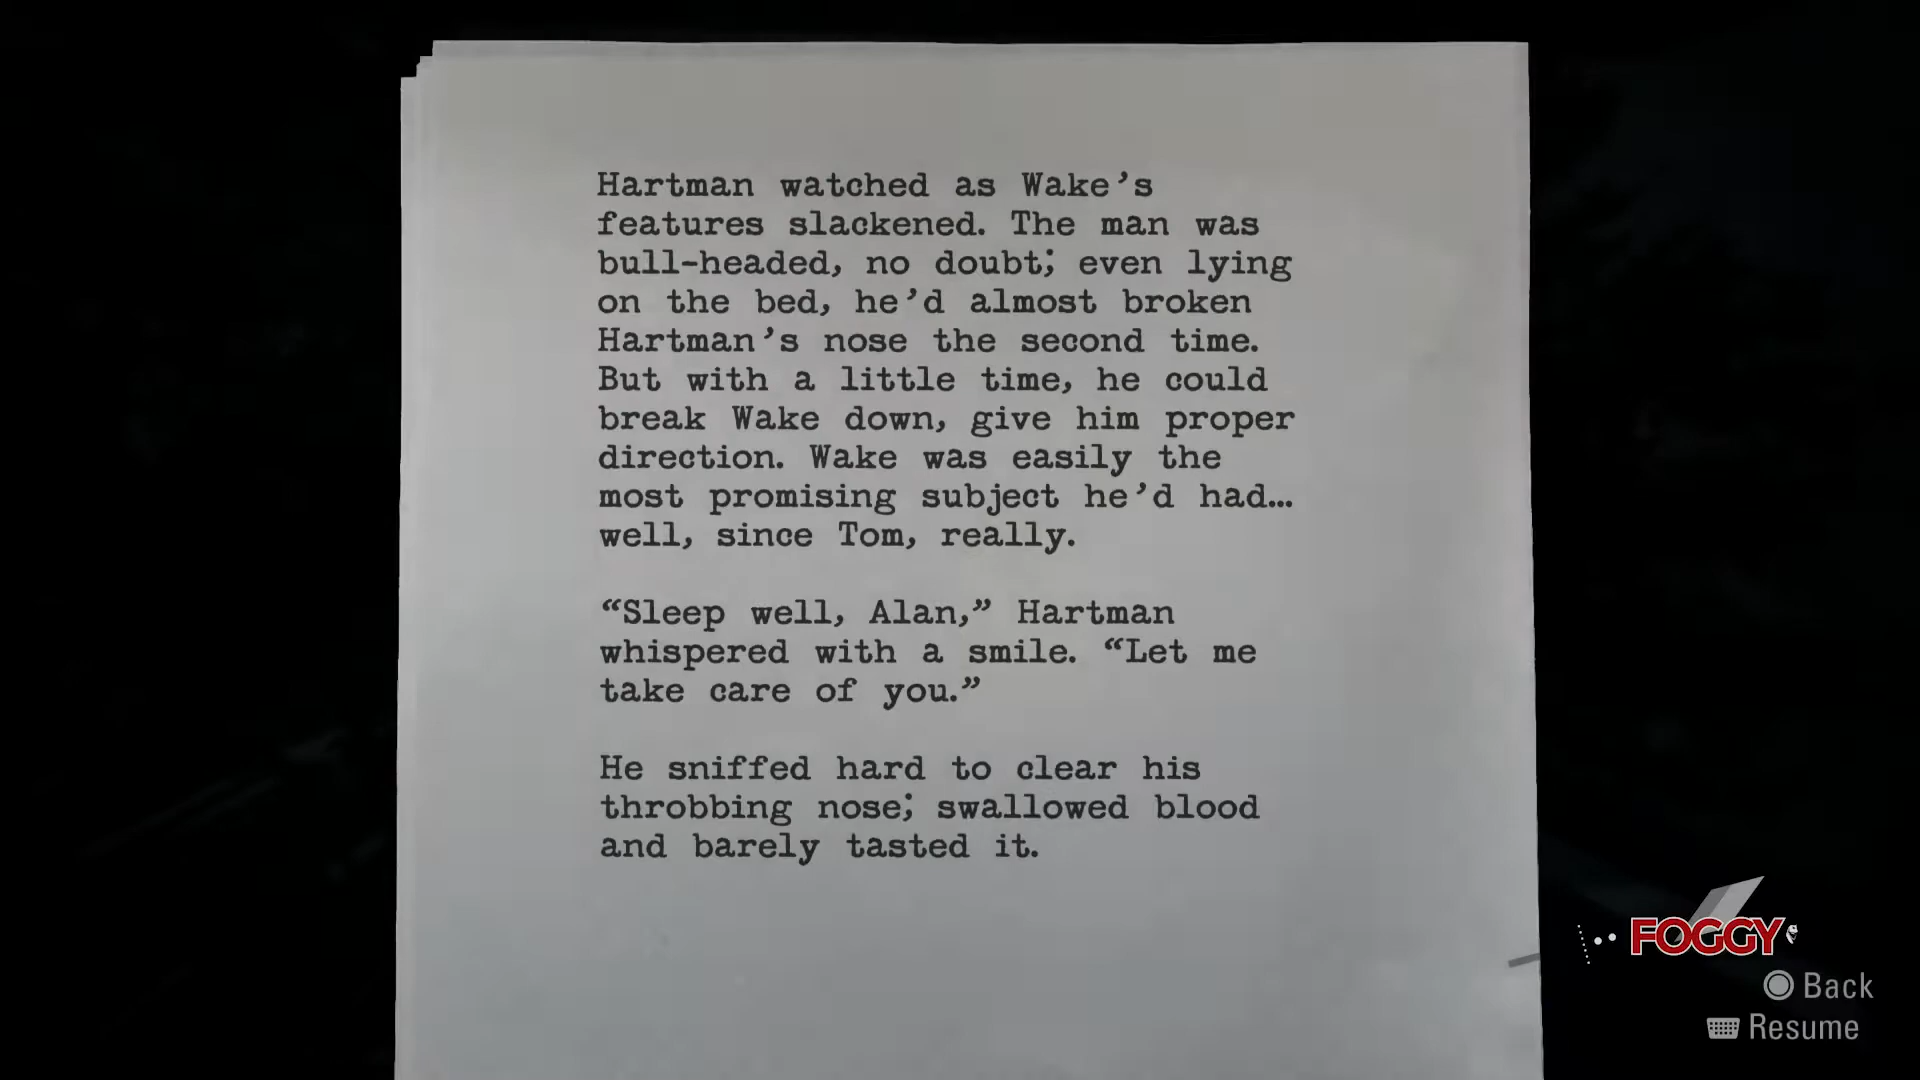 Hartman watched as Wake’s
features slackened. The man was
bull-headed, no doubt; even lying
on the bed, he’d almost broken
Hartman’s nose the second time.
But with a little time, he could
break Wake down, give him proper
direction. Wake was easily the
most promising subject he’d had…
well, since Tom, really.
“Sleep well, Alan,” Hartman
whispered with a smile. “Let me
take care of you.”
He sniffed hard to clear his
throbbing nose; swallowed blood
and barely tasted it.
FOGGY
Back
Resume